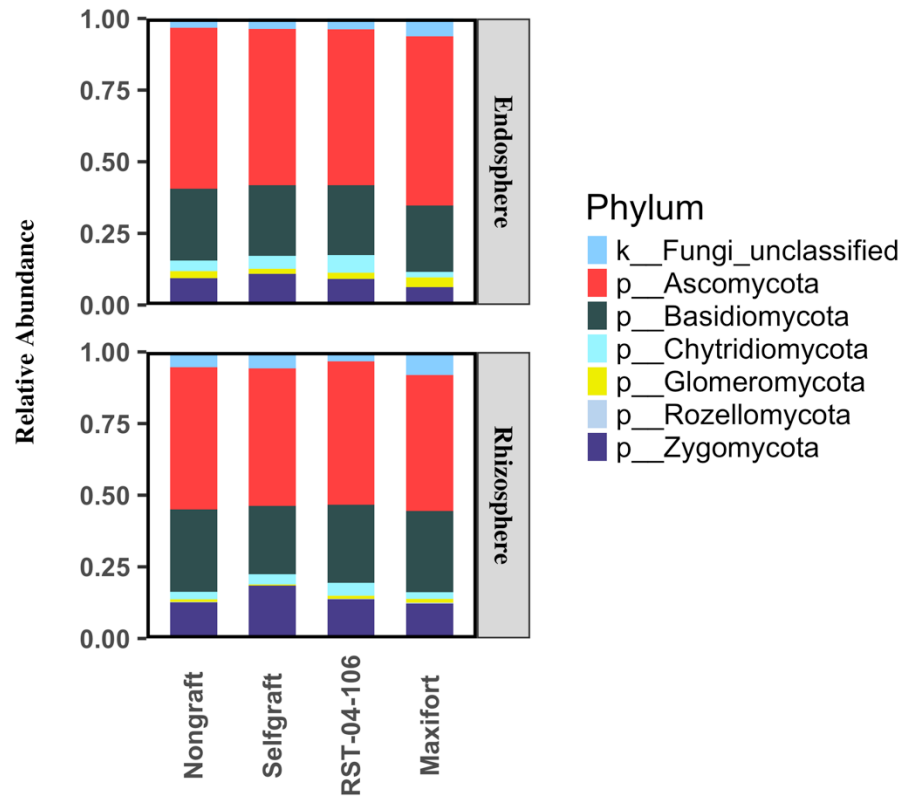 Relative Abundance
1.00
0.75
0.50
0.25
0.00
Endosphere
1.00
0.75
0.50
0.25
0.00
Rhizosphere
Nongraft
Selfgraft
RST-04-106
Maxifort
Phylum
k__Fungi_unclassified
p__Ascomycota
p__Basidiomycota
p__Chytridiomycota
p__Glomeromycota
p__Rozellomycota
p__Zygomycota